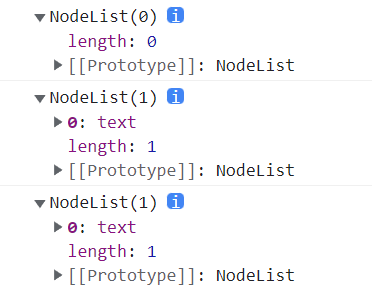 ▼NodeList(0) i
length: 0
▶[[Prototype]]: NodeList
▼NodeList(1) i
▶0: text
length: 1
▶[[Prototype]]: NodeList
▼NodeList(1) i
▶0: text
length: 1
▶[[Prototype]]: NodeList